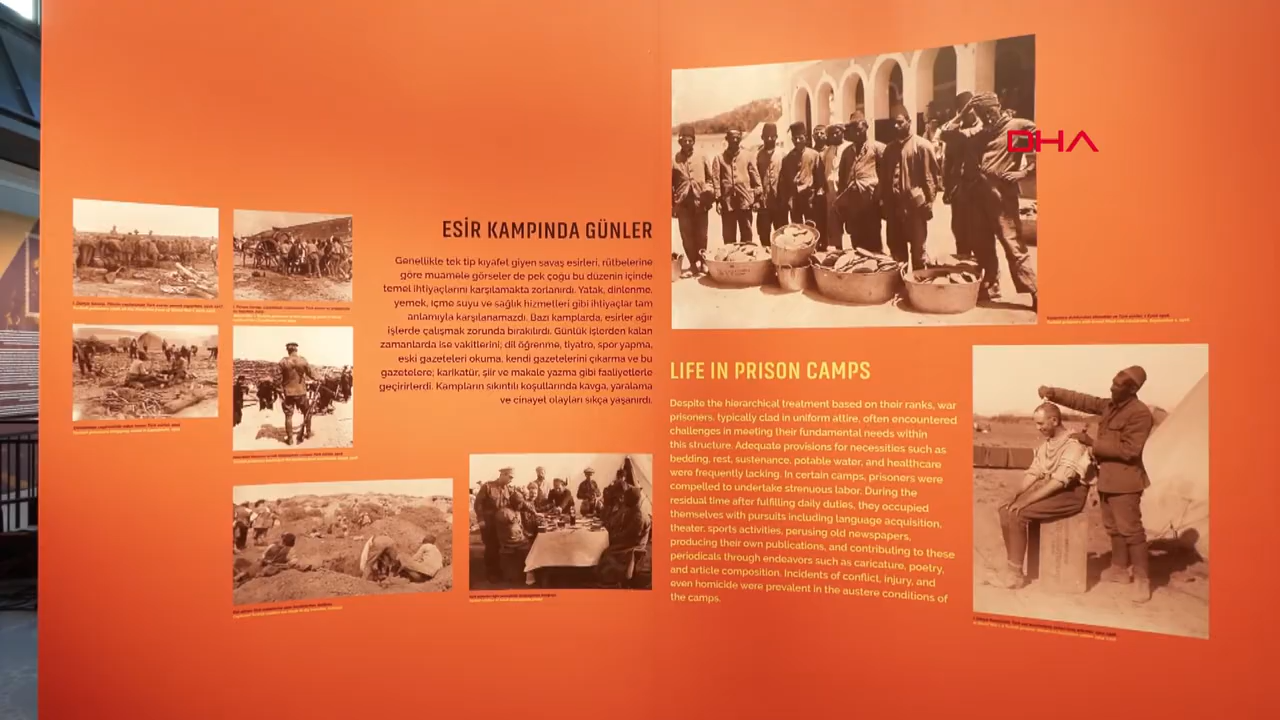 ESİR KAMPINDA GÜNLER
Genellikle tek tip kıyafet giyen savaş esirleri, rütbelerine
göre muamele görseler de pek çoğu bu düzenin içinde
temel ihtiyaçlarını karşılamakta zorlanırdı. Yatak, dinlenme,
yemek, içme suyu ve sağlık hizmetleri gibi ihtiyaçlar tam
anlamıyla karşılanamazdı. Bazı kamplarda, esirler ağır
işlerde çalışmak zorunda bırakılırdı. Günlük işlerden kalan
zamanlarda ise vakitlerini; dil öğrenme, tiyatro, spor yapma,
eski gazeteleri okuma, kendi gazetelerini çıkarma ve bu
gazetelere; karikatür, şiir ve makale yazma gibi faaliyetlerle
geçirirlerdi. Kampların sıkıntılı koşullarında kavga, yaralama
ve cinayet olayları sıkça yaşanırdı.
DHA
LIFE IN PRISON CAMPS
Despite the hierarchical treatment based on their ranks, war
prisoners, typically clad in uniform attire, often encountered
challenges in meeting their fundamental needs within
this structure. Adequate provisions for necessities such as
bedding, rest, sustenance, potable water, and healthcare
were frequently lacking. In certain camps, prisoners were
compelled to undertake strenuous labor. During the
residual time after fulfilling daily duties, they occupied
themselves with pursuits including language acquisition,
theater, sports activities, perusing old newspapers,
producing their own publications, and contributing to these
periodicals through endeavors such as caricature, poetry,
and article composition. Incidents of conflict, injury, and
even homicide were prevalent in the austere conditions of
the camps.